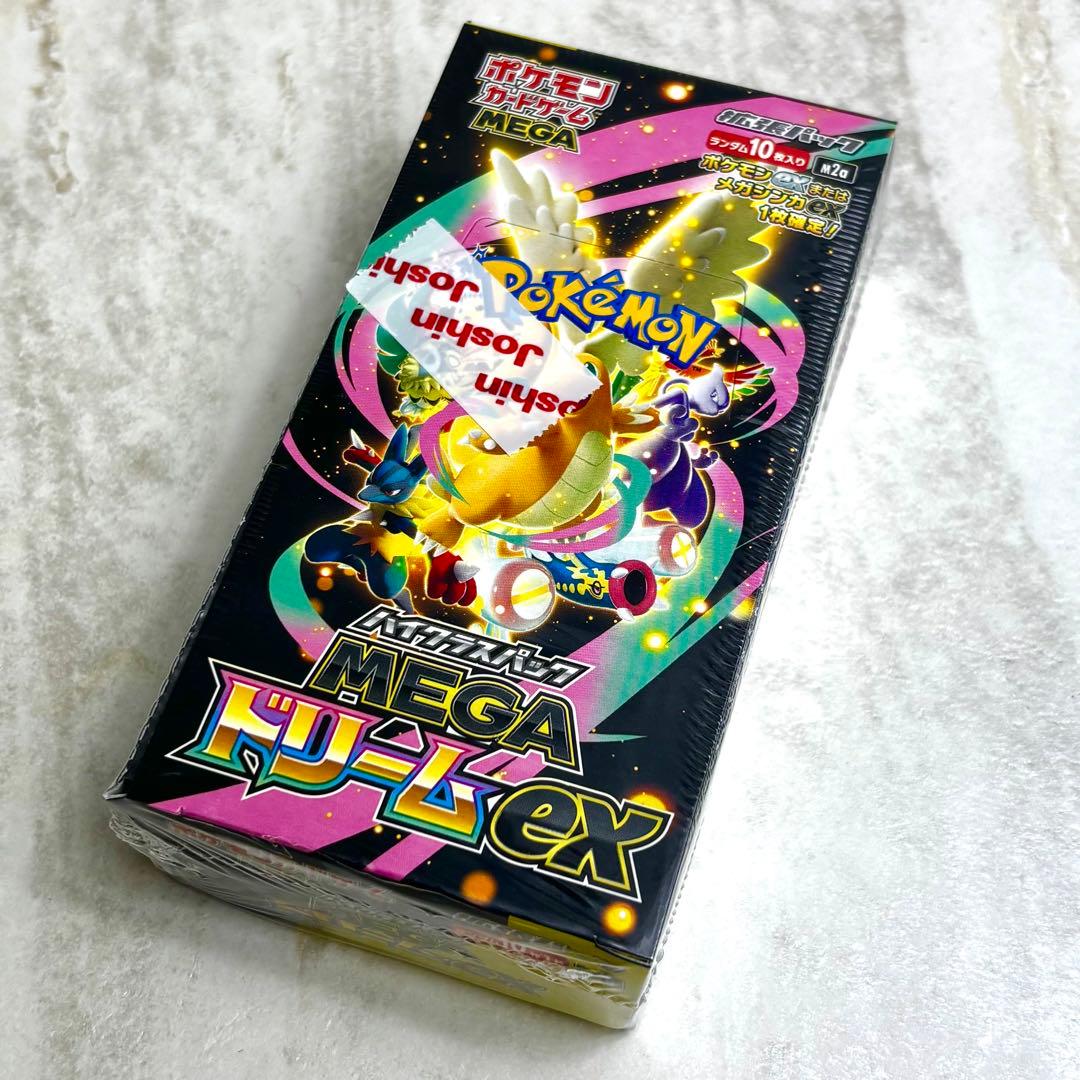 ポケモン
カードゲーム
MEGA
拡張パック
ランダム10枚入り M2a
ポケモンexまたは
メガシンカex
1枚確定!
POKÉMON
Joshin
Joshin
Joshin
oshin
ハイクラスパック
MEGA
ドリームex